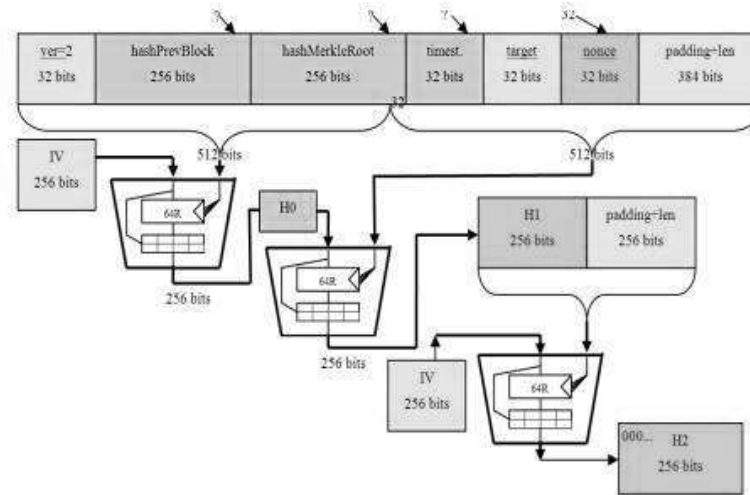 ?
?
?
32
ver=2
32 bits
hashPrevBlock
256 bits
hashMerkleRoot
256 bits
timest.
32 bits
target
32 bits
nonce
32 bits
padding+len
384 bits
32
512 bits
512 bits
IV
256 bits
64R
256 bits
H0
64R
256 bits
H1
256 bits
padding+len
256 bits
IV
256 bits
64R
000...
H2
256 bits